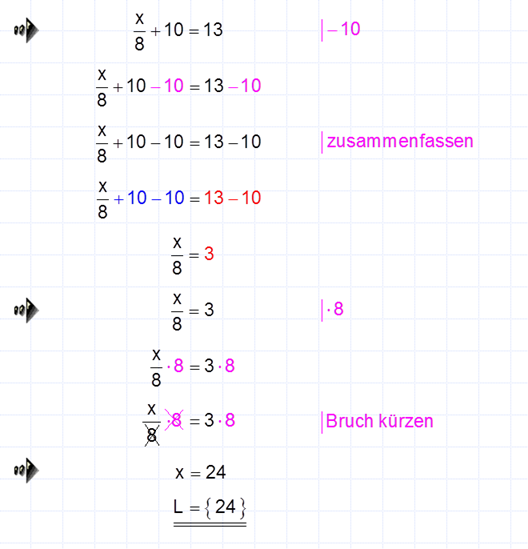 x/8 + 10 = 13 |−10
x/8 + 10 − 10 = 13 − 10
x/8 + 10 − 10 = 13 − 10 |zusammenfassen
x/8 + 10 − 10 = 13 − 10
x/8 = 3
x/8 = 3 |·8
x/8 · 8 = 3 · 8
x/8 · 8 = 3 · 8 |Bruch kürzen
x = 24
L = {24}